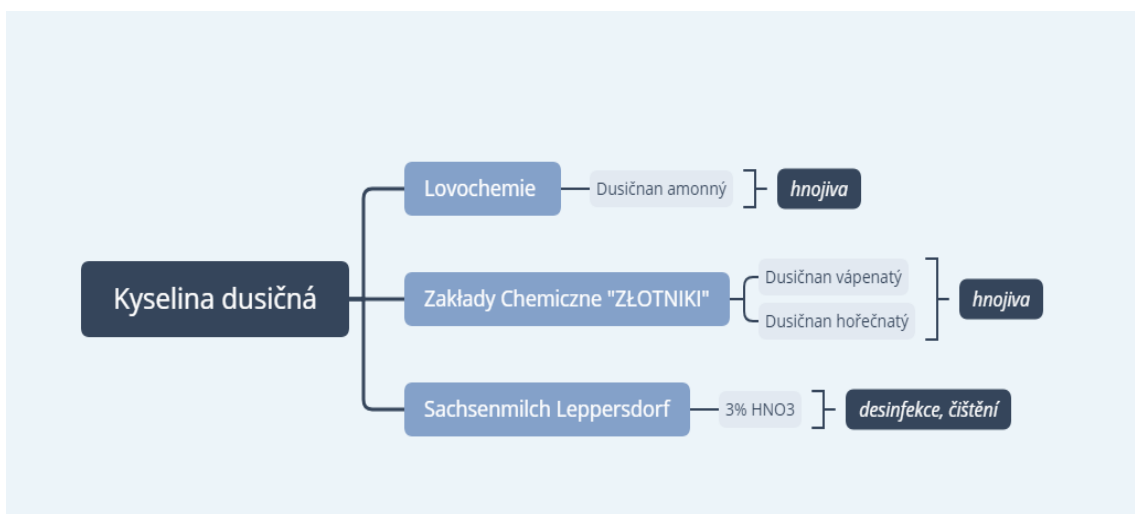 Kyselina dusičná
Lovochemie
Dusičnan amonný
hnojiva
Zakłady Chemiczne "ZŁOTNIKI"
Dusičnan vápenatý
Dusičnan hořečnatý
hnojiva
Sachsenmilch Leppersdorf
3% HNO3
desinfekce, čištění